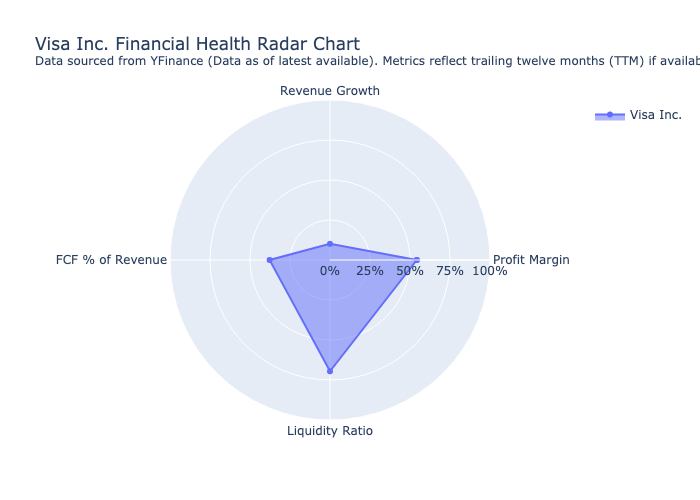 Visa Inc. Financial Health Radar Chart
Data sourced from YFinance (Data as of latest available). Metrics reflect trailing twelve months (TTM) if
Revenue Growth
Visa Inc.
FCF % of Revenue
Profit Margin
0% 25% 50% 75% 100%
Liquidity Ratio